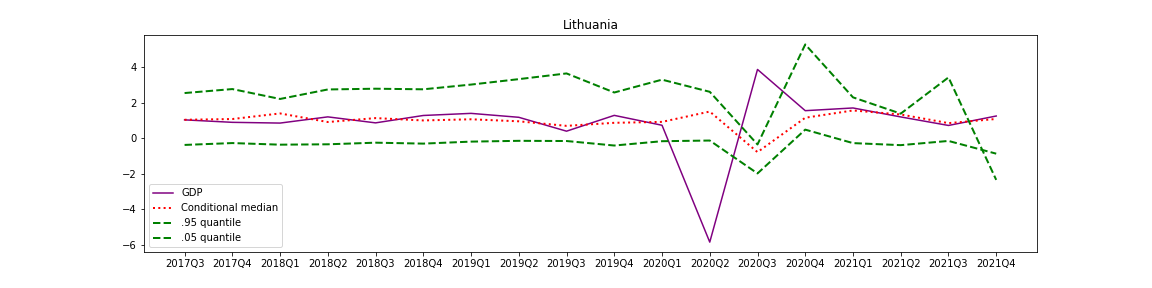 Lithuania
4
2
0
−2
−4
−6
GDP
Conditional median
.95 quantile
.05 quantile
2017Q3 2017Q4 2018Q1 2018Q2 2018Q3 2018Q4 2019Q1 2019Q2 2019Q3 2019Q4 2020Q1 2020Q2 2020Q3 2020Q4 2021Q1 2021Q2 2021Q3 2021Q4